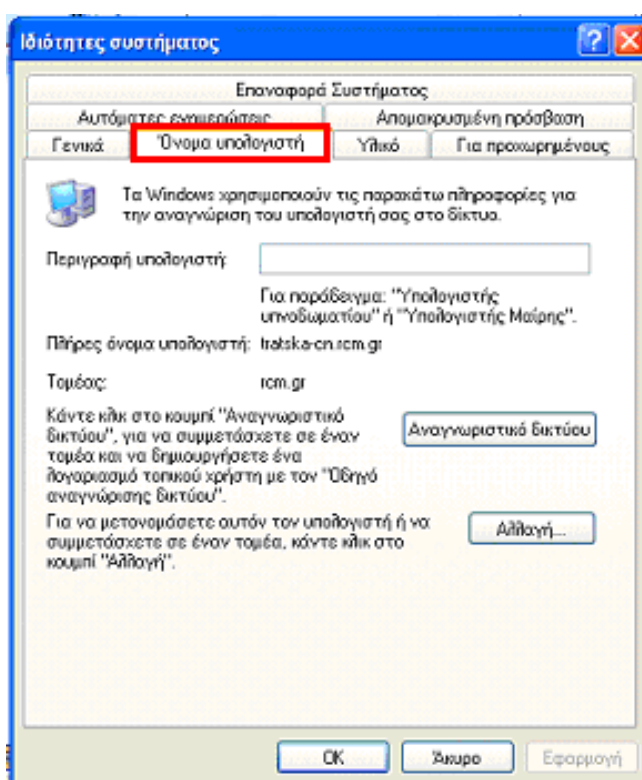 Ιδιότητες συστήματος
Επαναφορά Συστήματος
Αυτόματες ενημερώσεις Απομακρυσμένη πρόσβαση
Γενικά Όνομα υπολογιστή Υλικό Για προχωρημένους
Τα Windows χρησιμοποιούν τις παρακάτω πληροφορίες για
την αναγνώριση του υπολογιστή σας στο δίκτυο.
Περιγραφή υπολογιστή:
Για παράδειγμα: "Υπολογιστής
υπνοδωματίου" ή "Υπολογιστής Μαίρης".
Πλήρες όνομα υπολογιστή: tratska-cn.rcm.gr
Τομέας: rcm.gr
Κάντε κλικ στο κουμπί "Αναγνωριστικό
δικτύου", για να συμμετάσχετε σε έναν
τομέα και να δημιουργήσετε ένα
λογαριασμό τοπικού χρήστη με τον "Οδηγό
αναγνώρισης δικτύου".
Αναγνωριστικό δικτύου
Για να μετονομάσετε αυτόν τον υπολογιστή ή να
συμμετάσχετε σε έναν τομέα, κάντε κλικ στο
κουμπί "Αλλαγή".
Αλλαγή...
OK Άκυρο Εφαρμογή